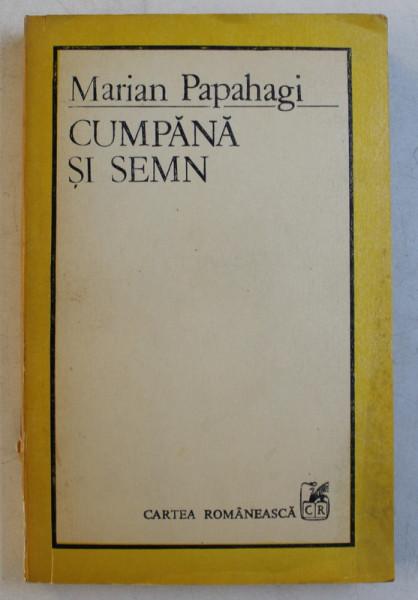 Marian Papahagi
CUMPĂNĂ
ȘI SEMN
CARTEA ROMÂNEASCĂ
CR